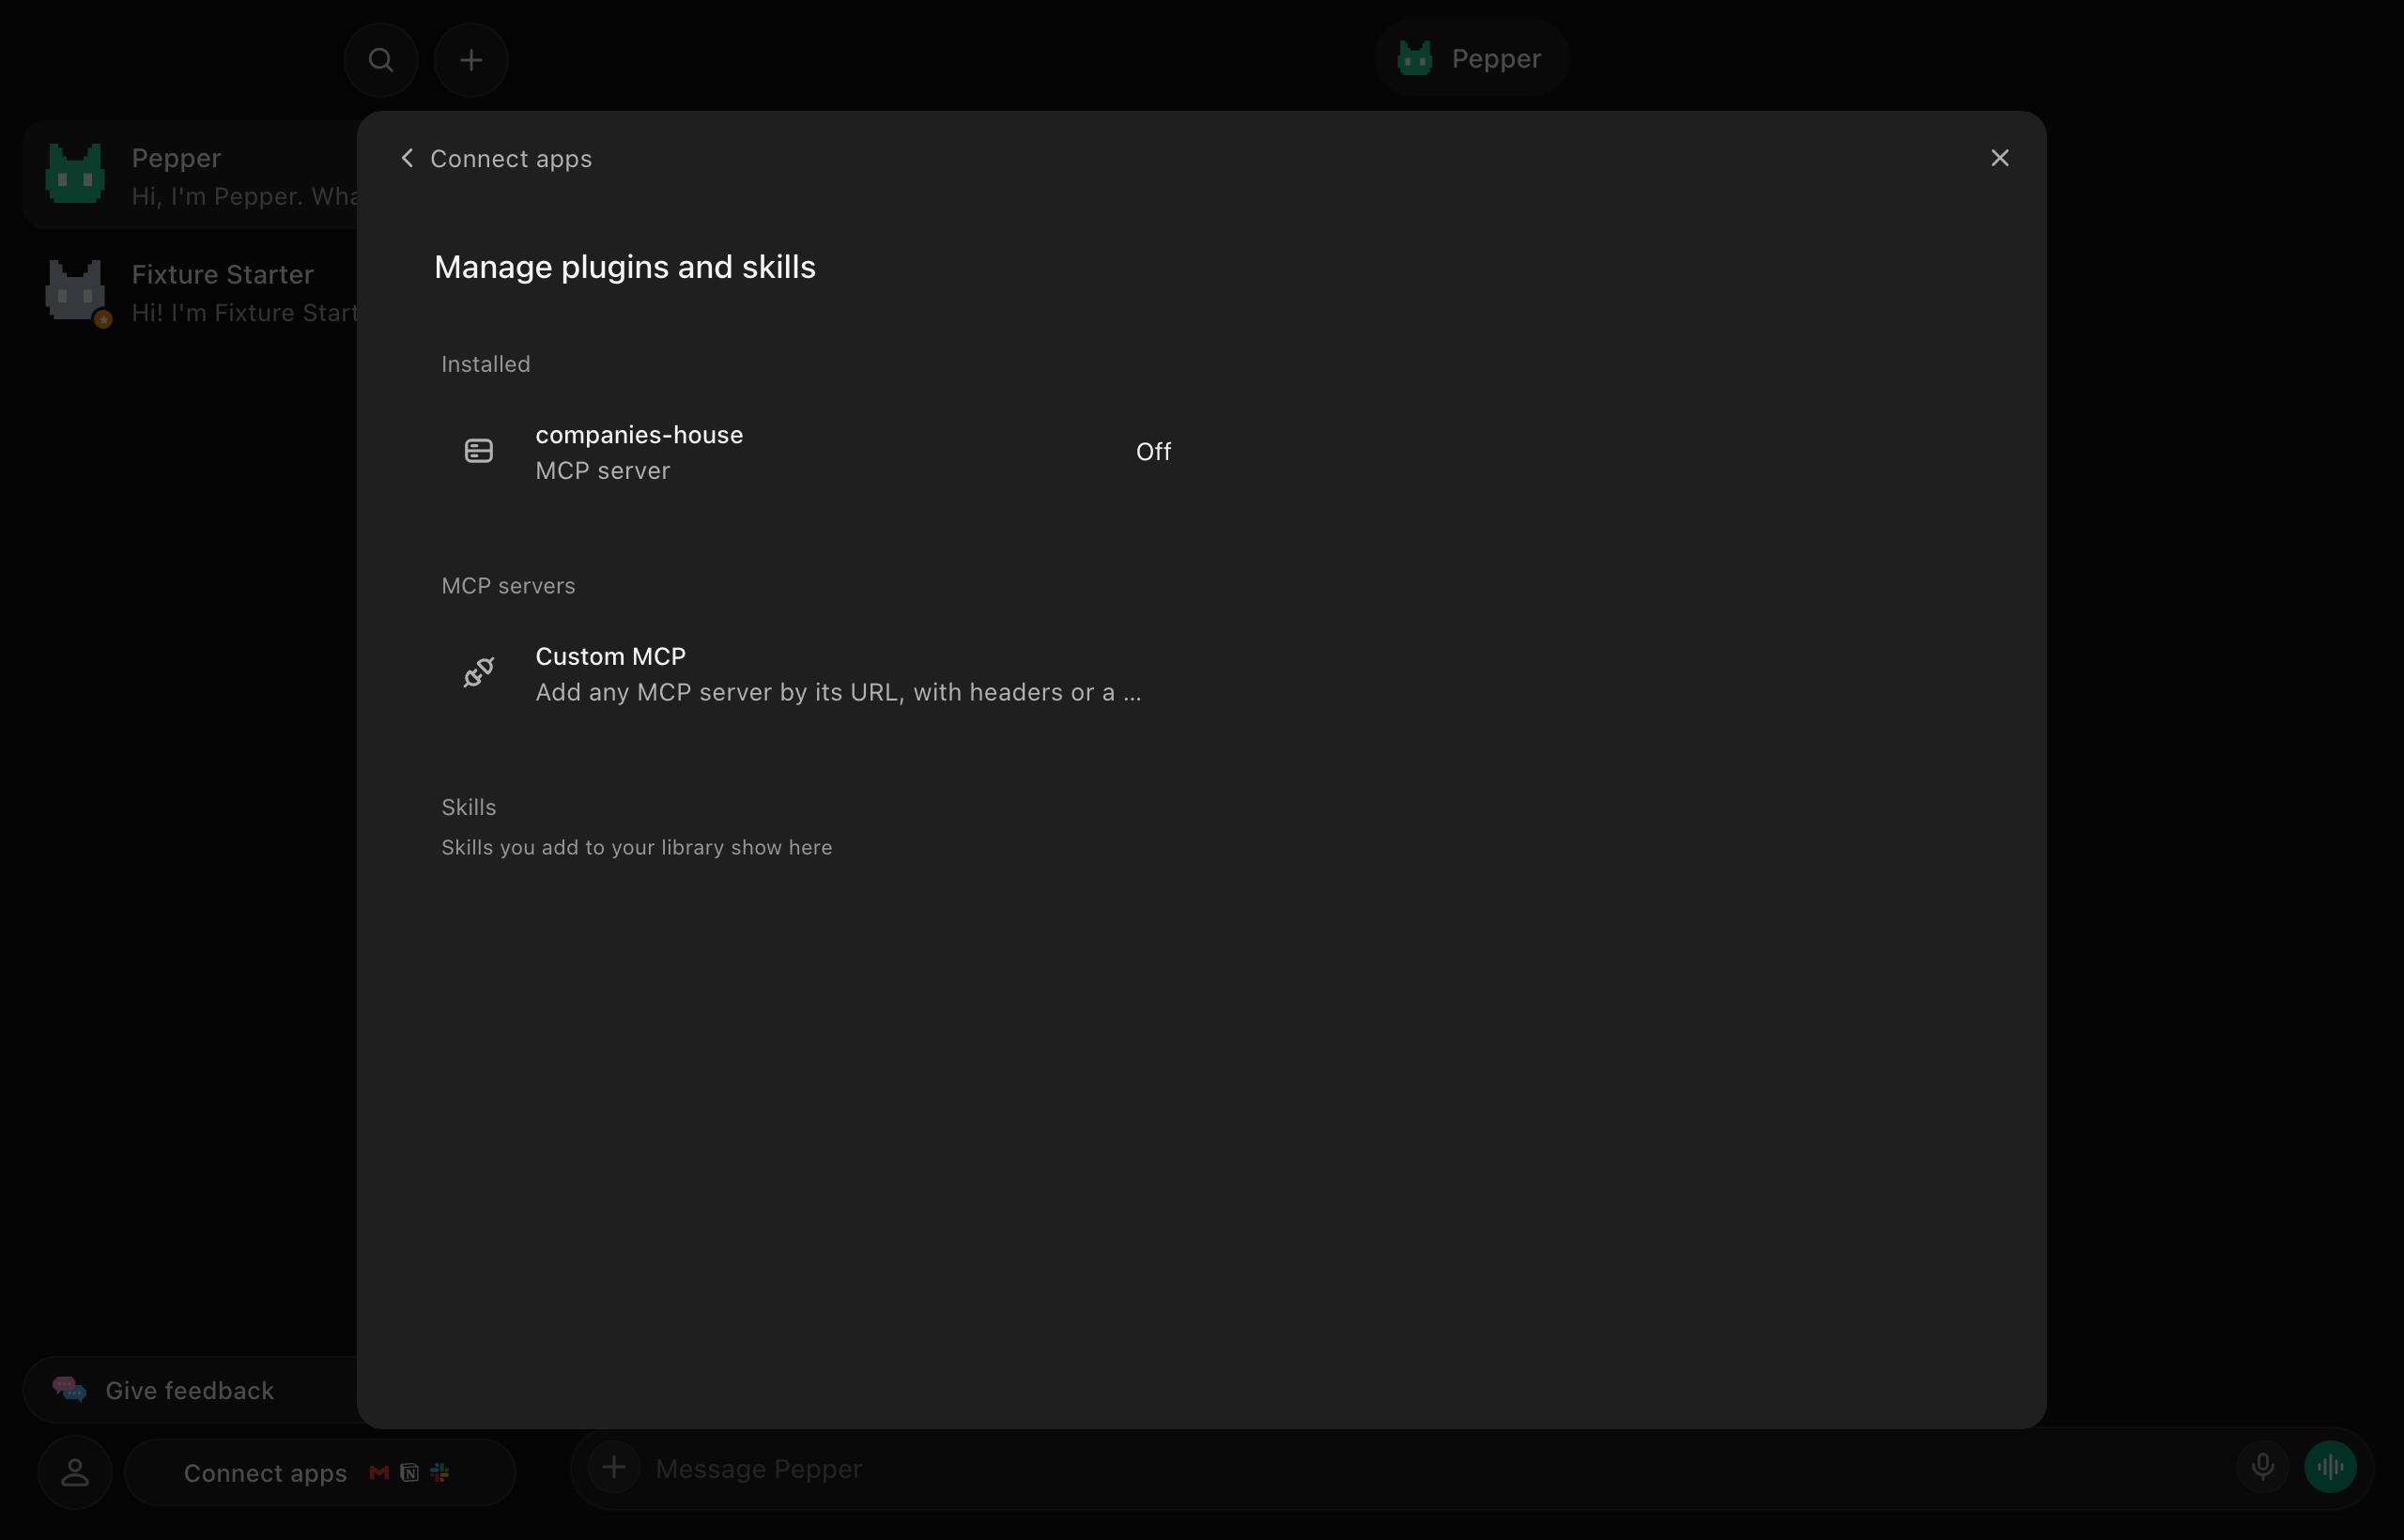 Pepper
Pepper
Hi, I'm Pepper. Wha
Fixture Starter
Hi! I'm Fixture Start
Connect apps
Manage plugins and skills
Installed
companies-house
MCP server
Off
MCP servers
Custom MCP
Add any MCP server by its URL, with headers or a ...
Skills
Skills you add to your library show here
Give feedback
Connect apps
Message Pepper